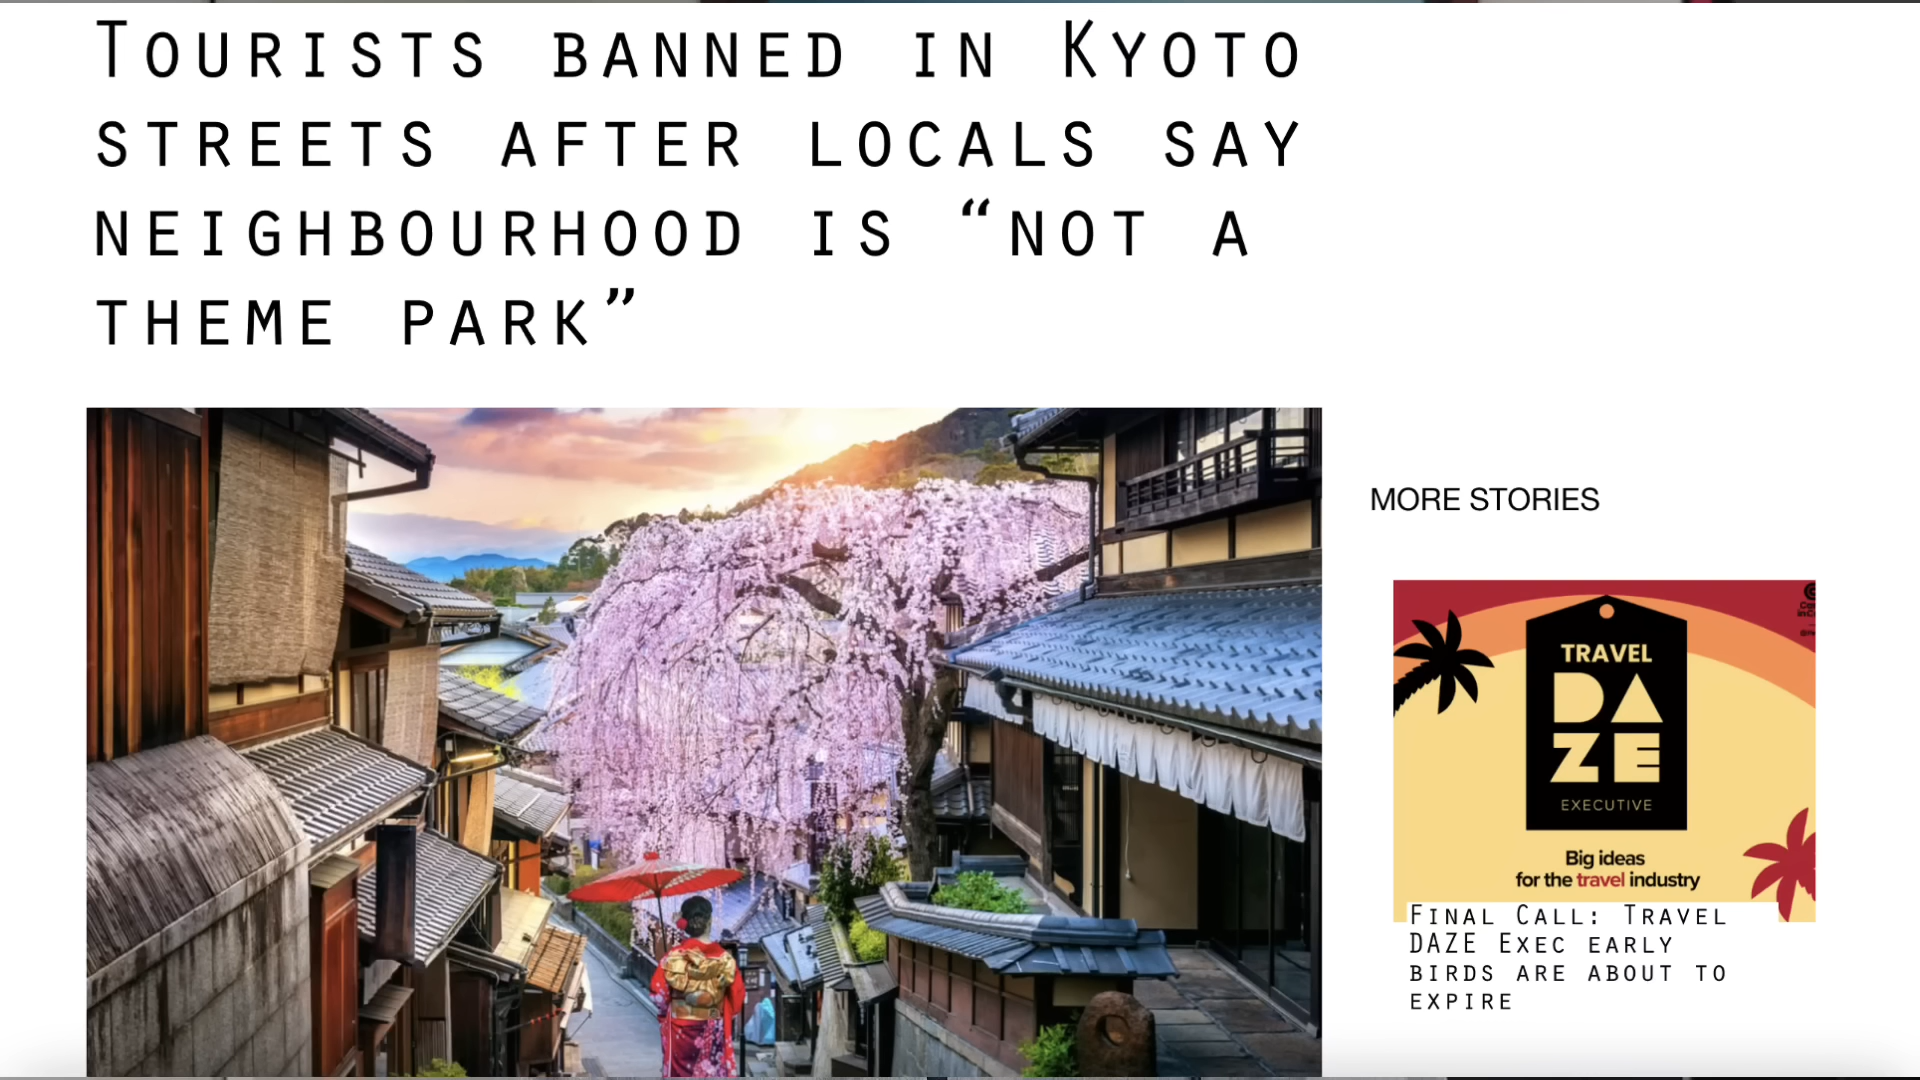 Tourists banned in Kyoto
streets after locals say
neighbourhood is “not a
theme park”
MORE STORIES
TRAVEL
DA
ZE
EXECUTIVE
Big ideas
for the travel industry
Final Call: Travel
DAZE Exec early
birds are about to
expire